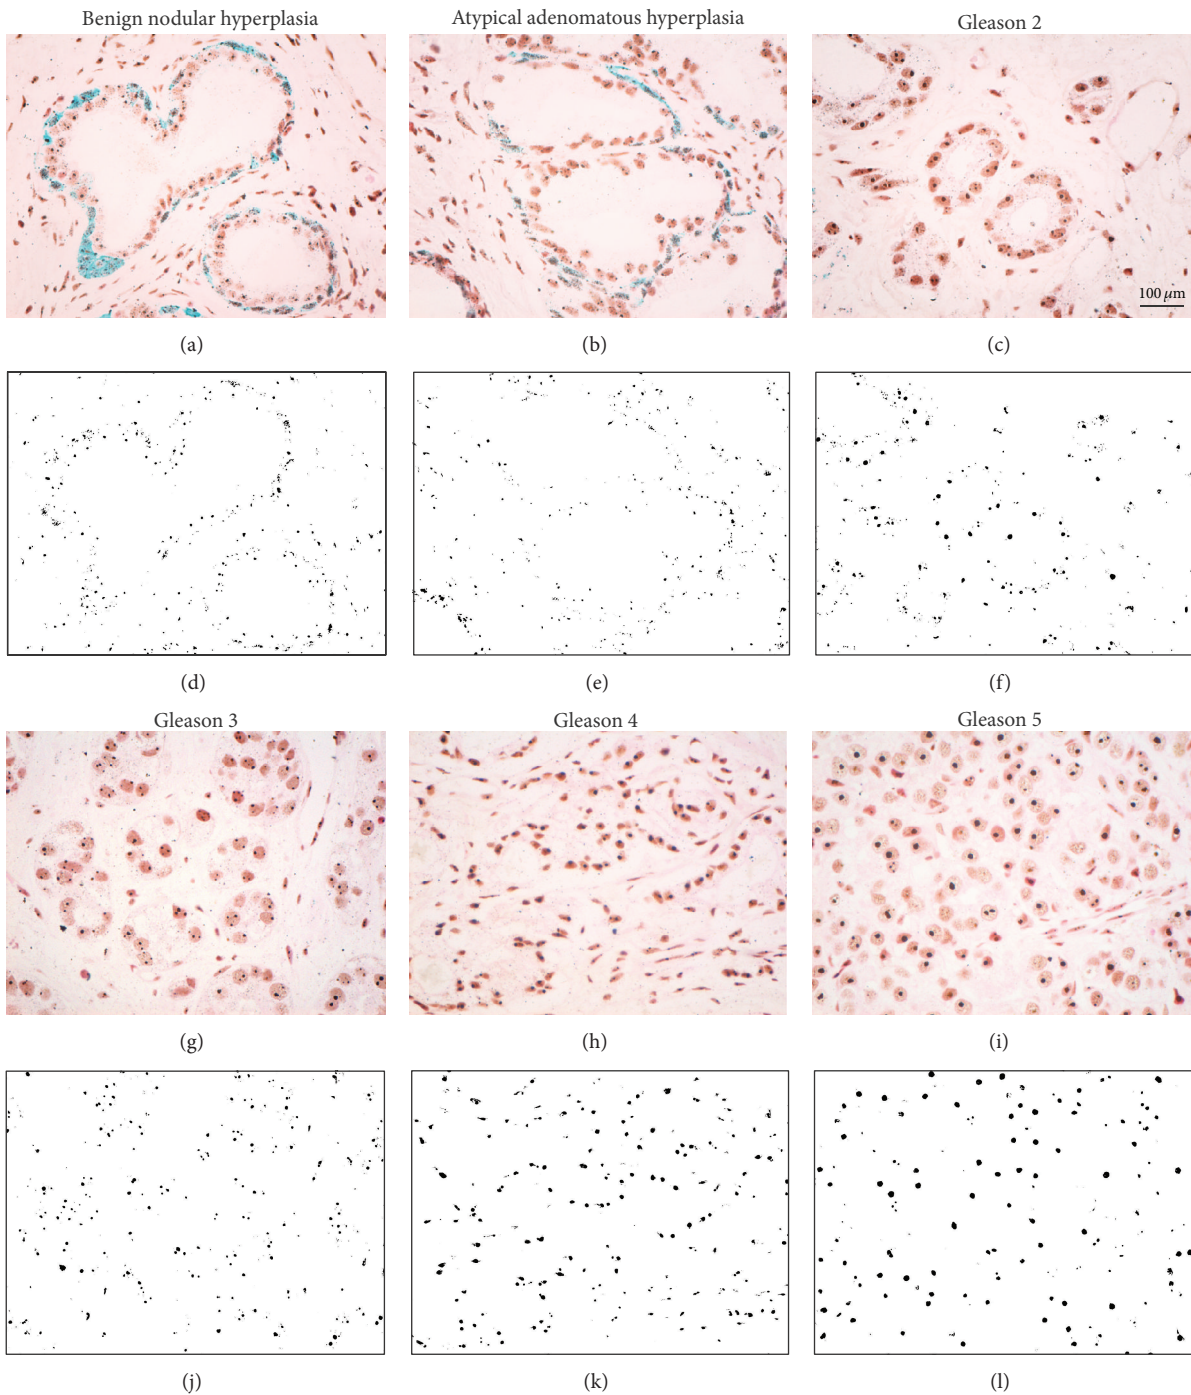 Benign nodular hyperplasia
Atypical adenomatous hyperplasia
Gleason 2
100 μm
(a)
(b)
(c)
(d)
(e)
(f)
Gleason 3
Gleason 4
Gleason 5
(g)
(h)
(i)
(j)
(k)
(l)